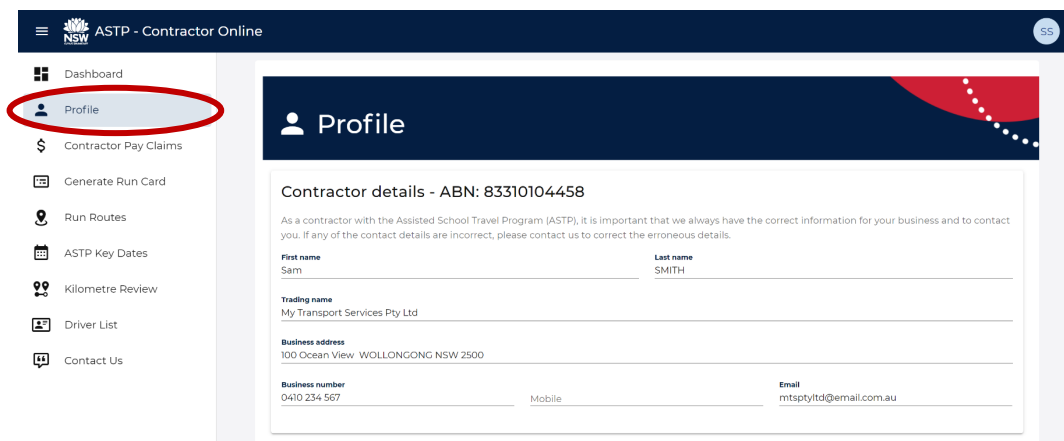 NSW
ASTP - Contractor Online
SS
Dashboard
Profile
Contractor Pay Claims
Generate Run Card
Run Routes
ASTP Key Dates
Kilometre Review
Driver List
Contact Us
Profile
Contractor details - ABN: 83310104458
As a contractor with the Assisted School Travel Program (ASTP), it is important that we always have the correct information for your business and to contact
you. If any of the contact details are incorrect, please contact us to correct the erroneous details.
First name
Sam
Last name
SMITH
Trading name
My Transport Services Pty Ltd
Business address
100 Ocean View WOLLONGONG NSW 2500
Business number
0410 234 567
Mobile
Email
mtsptyltd@email.com.au